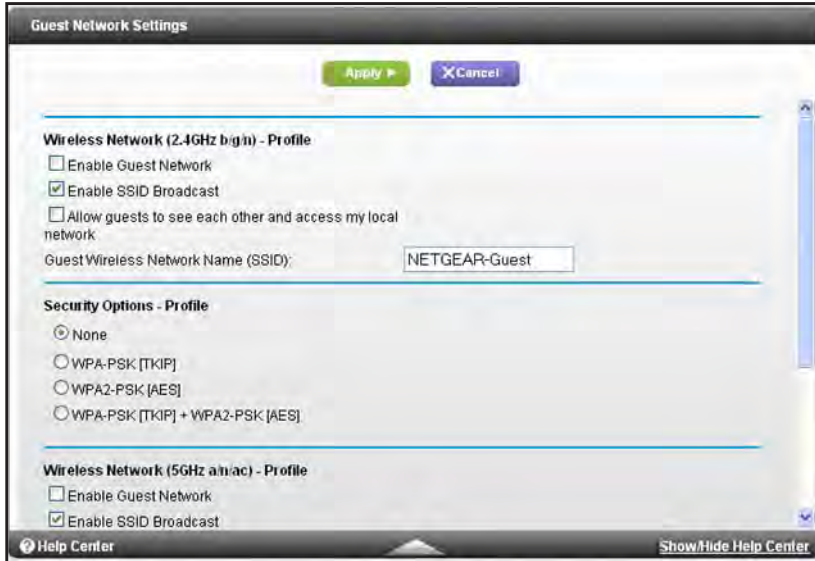 Guest Network Settings
Apply
Cancel
Wireless Network (2.4GHz b/g/n) - Profile
Enable Guest Network
Enable SSID Broadcast
Allow guests to see each other and access my local
network
Guest Wireless Network Name (SSID): NETGEAR-Guest
Security Options - Profile
None
WPA-PSK [TKIP]
WPA2-PSK [AES]
WPA-PSK [TKIP] + WPA2-PSK [AES]
Wireless Network (5GHz a/n/ac) - Profile
Enable Guest Network
Enable SSID Broadcast
Help Center Show/Hide Help Center